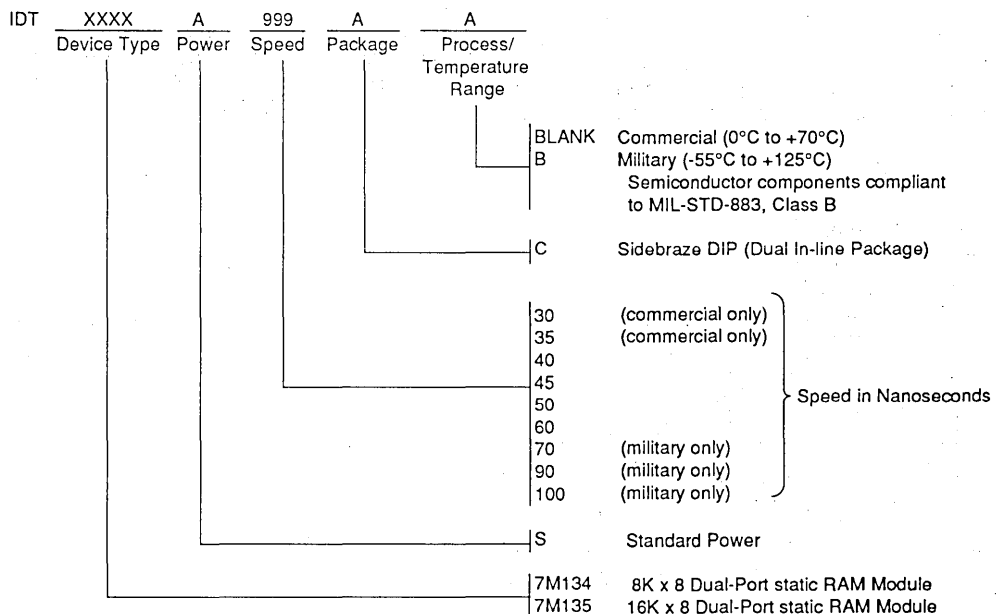 IDT XXXX A 999 A A
Device Type Power Speed Package Process/
Temperature
Range
BLANK Commercial (0°C to +70°C)
B Military (-55°C to +125°C)
Semiconductor components compliant
to MIL-STD-883, Class B
C Sidebraze DIP (Dual In-line Package)
30 (commercial only)
35 (commercial only)
40
45
Speed in Nanoseconds
50
60
70 (military only)
90 (military only)
100 (military only)
S Standard Power
7M134 8K x 8 Dual-Port static RAM Module
7M135 16K x 8 Dual-Port static RAM Module